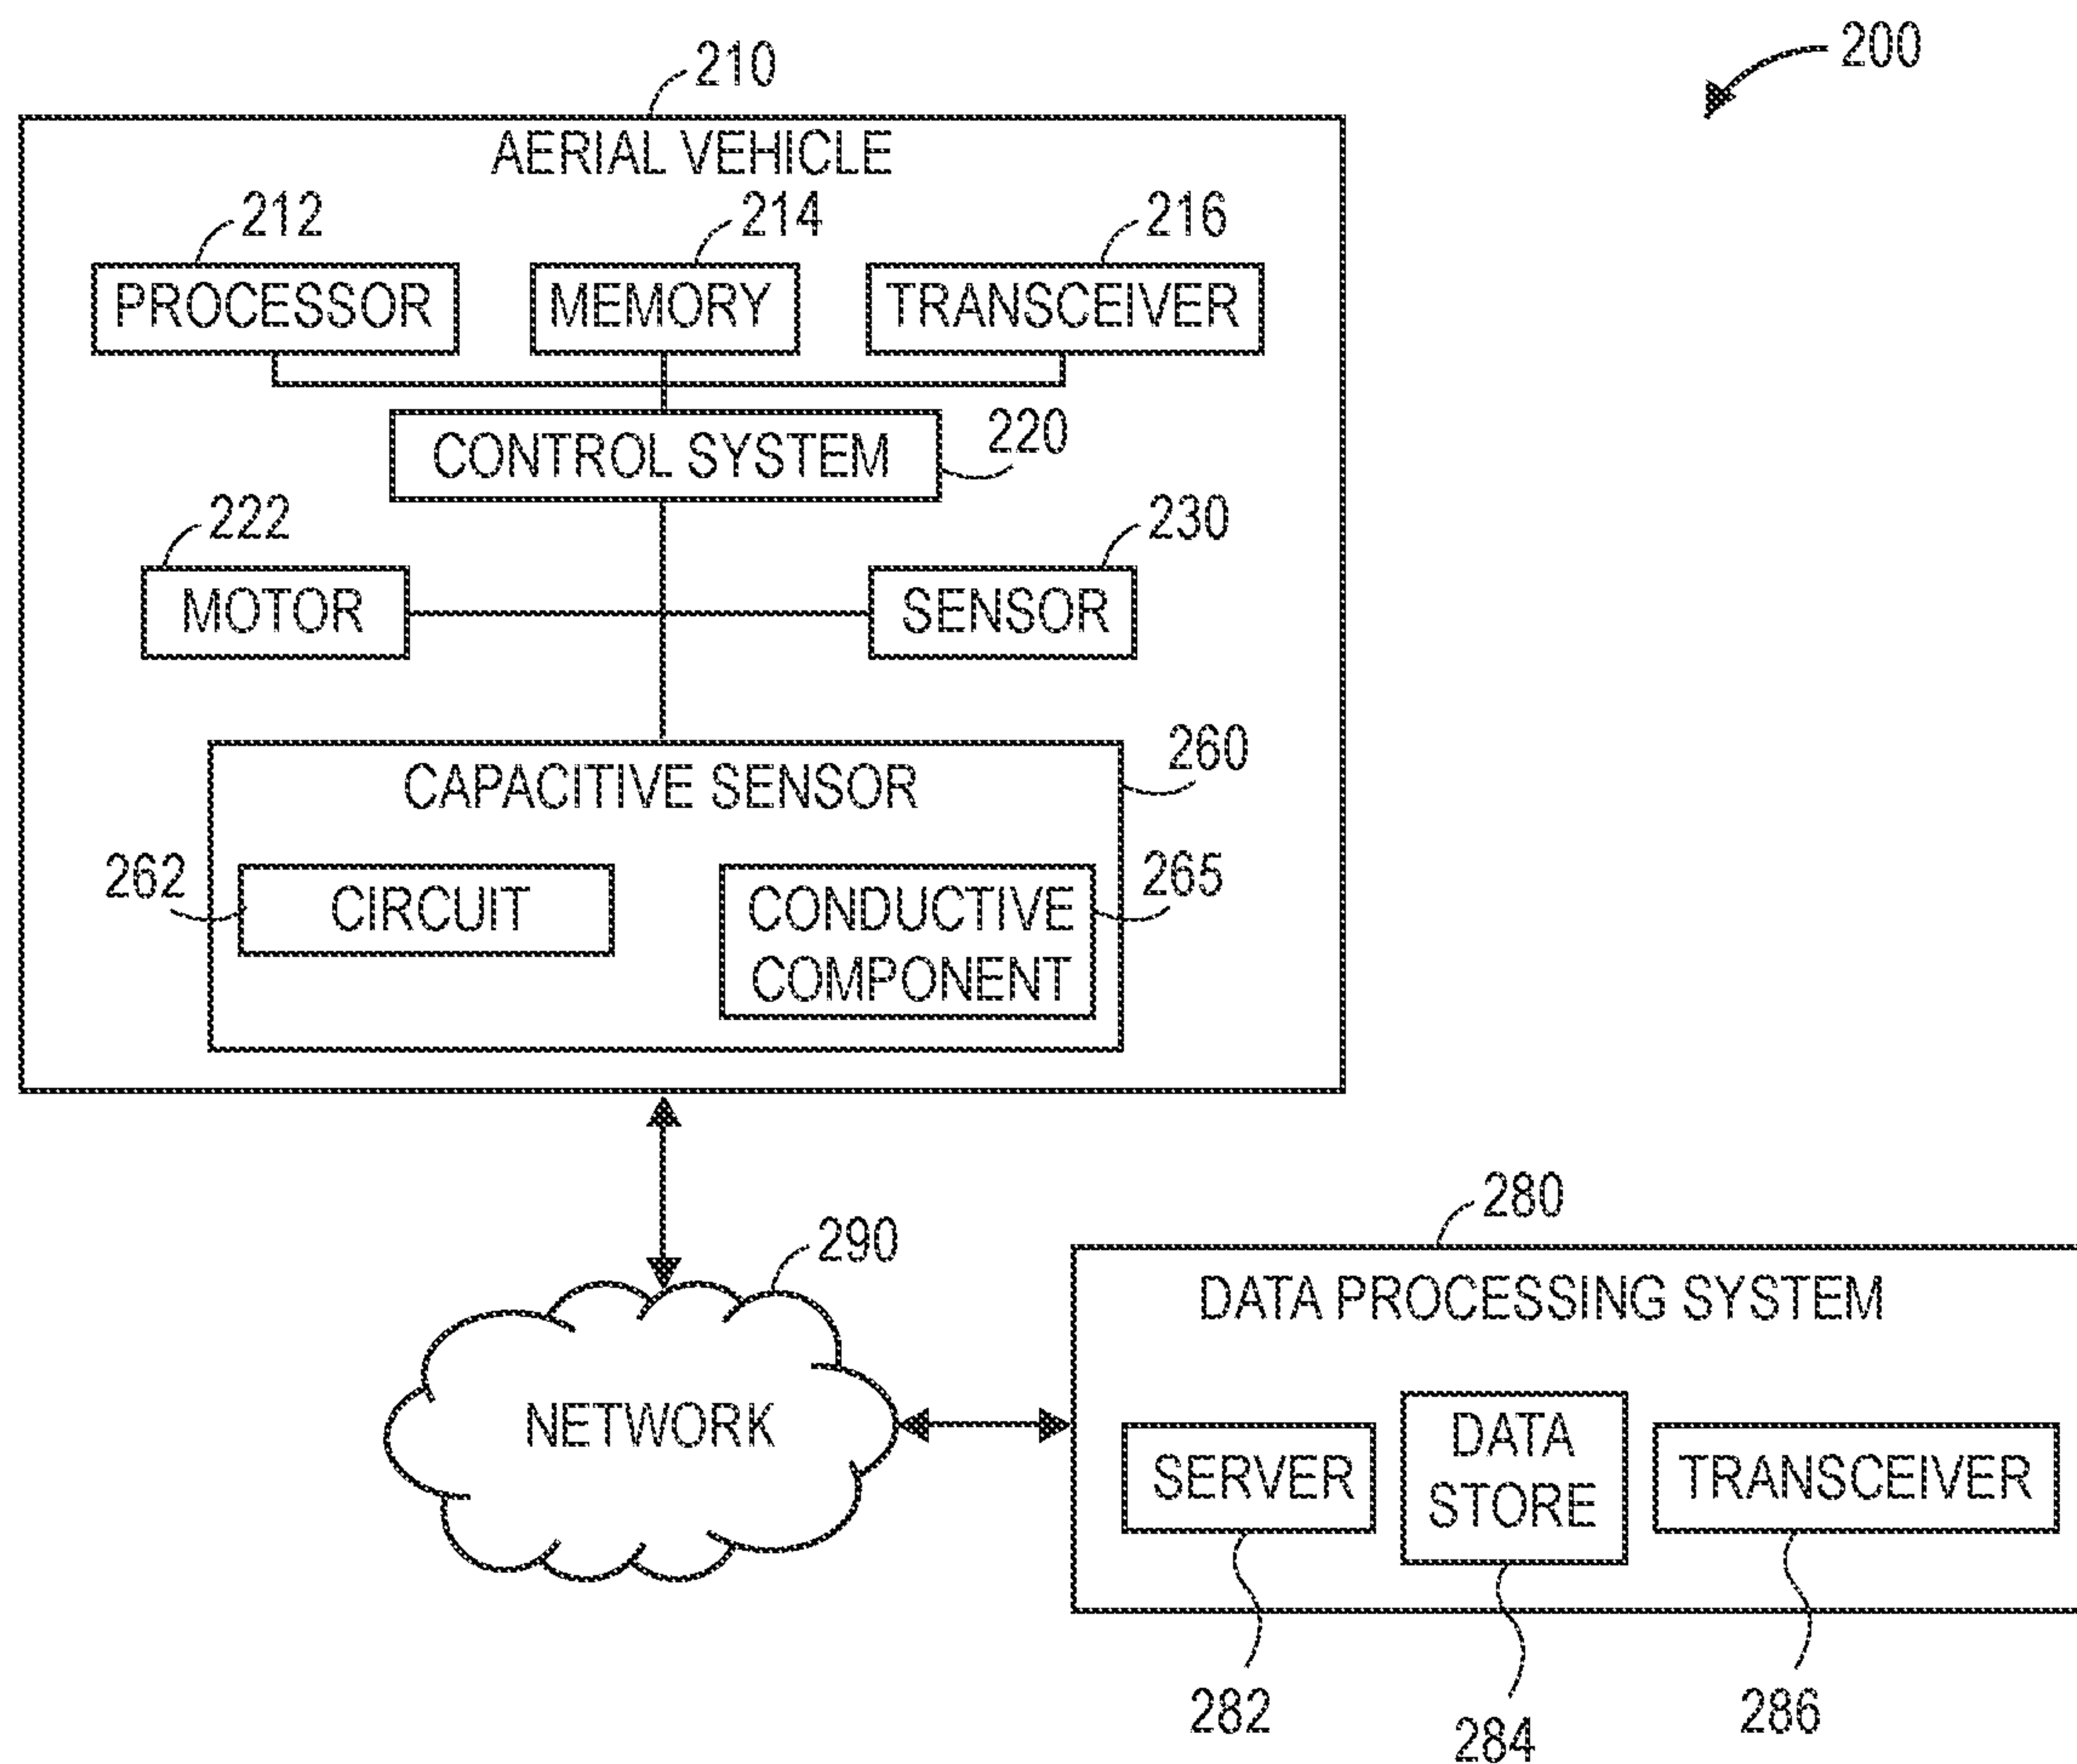 200
210
AERIAL VEHICLE
212
214
216
PROCESSOR
MEMORY
TRANSCEIVER
CONTROL SYSTEM
220
222
230
MOTOR
SENSOR
260
CAPACITIVE SENSOR
262
265
CIRCUIT
CONDUCTIVE
COMPONENT
290
NETWORK
280
DATA PROCESSING SYSTEM
SERVER
DATA
STORE
TRANSCEIVER
282
284
286